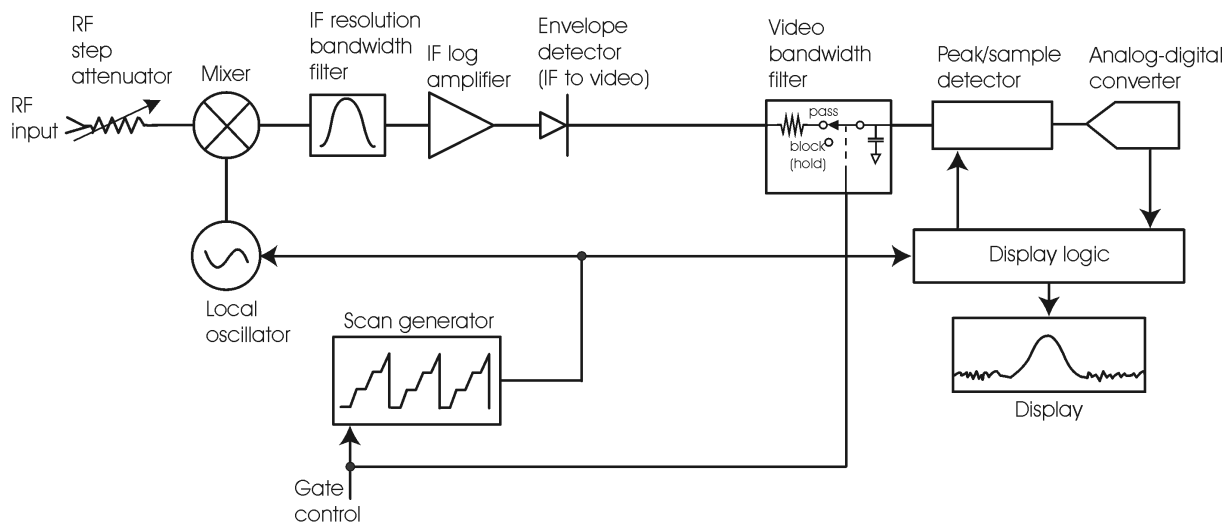 RF
step
attenuator
RF
input
Mixer
IF resolution
bandwidth
filter
IF log
amplifier
Envelope
detector
(IF to video)
Video
bandwidth
filter
pass
block
(hold)
Peak/sample
detector
Analog-digital
converter
Local
oscillator
Scan generator
Display logic
Display
Gate
control